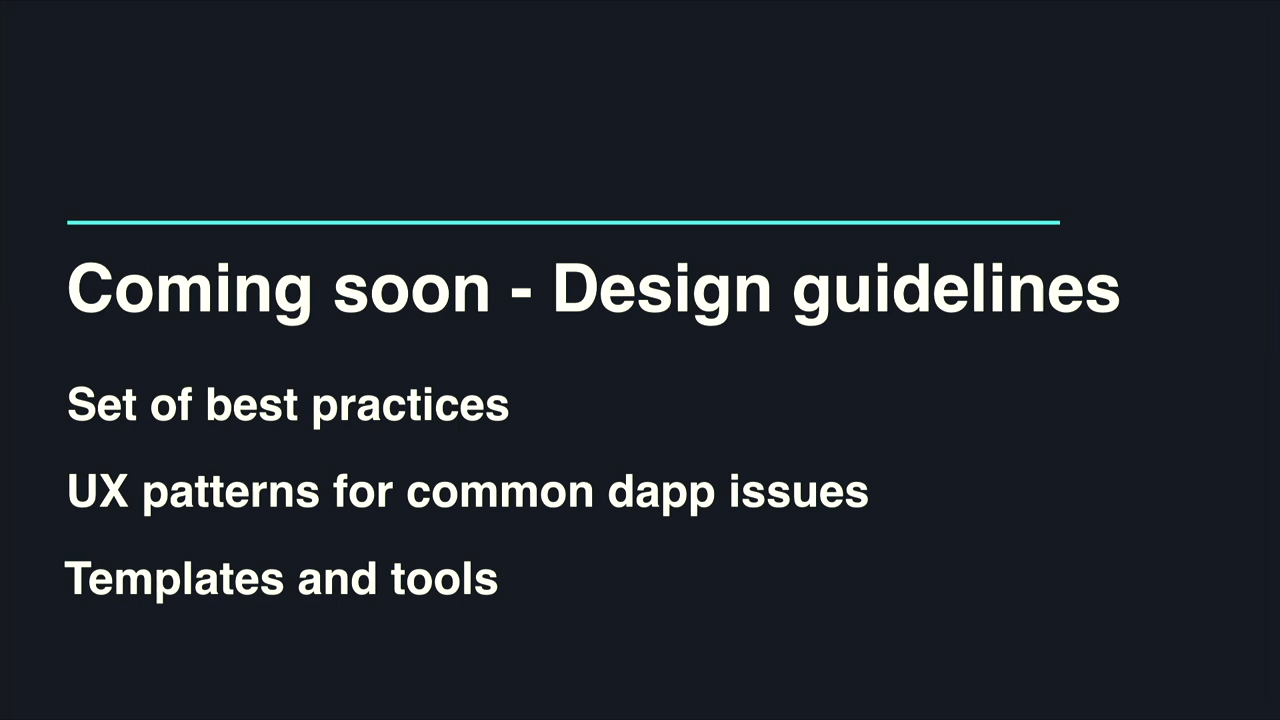 Coming soon - Design guidelines
Set of best practices
UX patterns for common dapp issues
Templates and tools